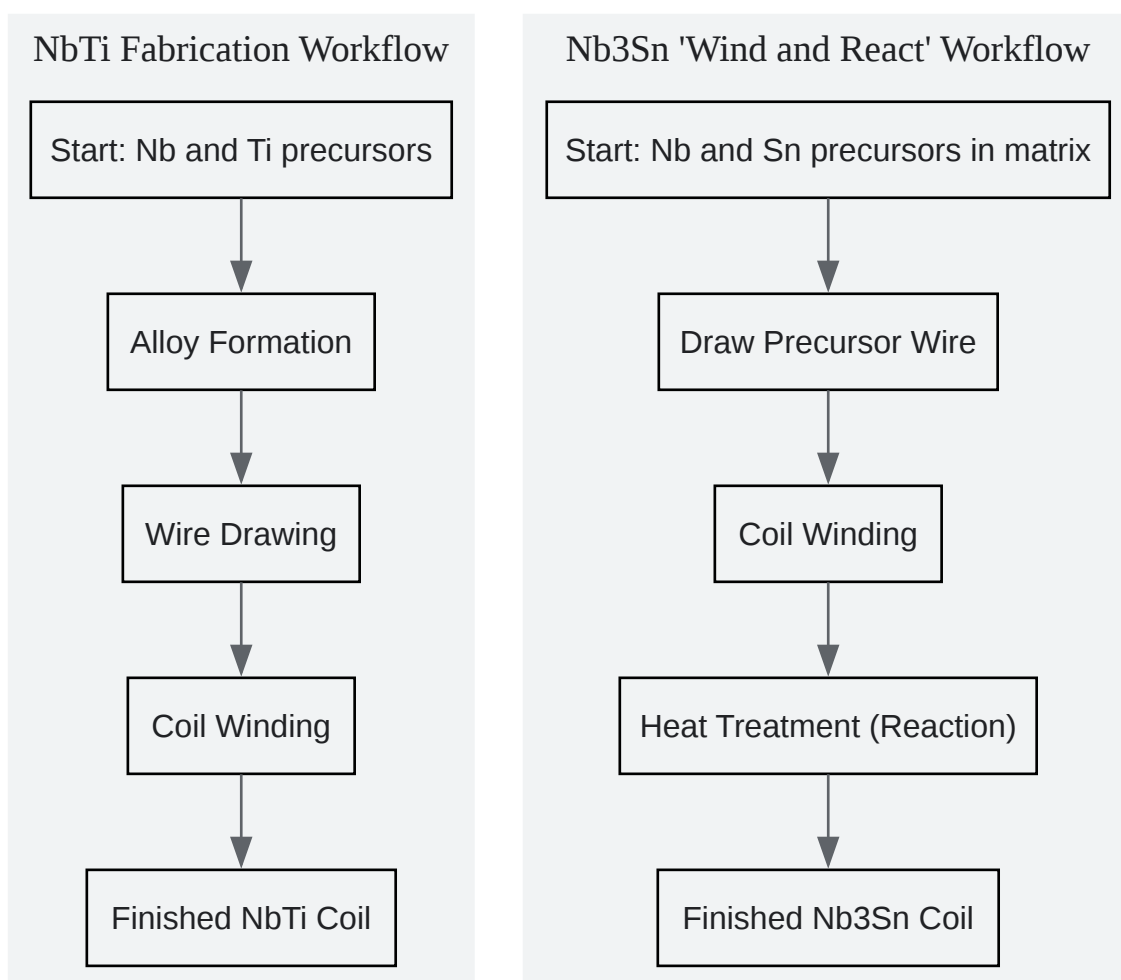 NbTi Fabrication Workflow
Start: Nb and Ti precursors
Alloy Formation
Wire Drawing
Coil Winding
Finished NbTi Coil
Nb3Sn 'Wind and React' Workflow
Start: Nb and Sn precursors in matrix
Draw Precursor Wire
Coil Winding
Heat Treatment (Reaction)
Finished Nb3Sn Coil